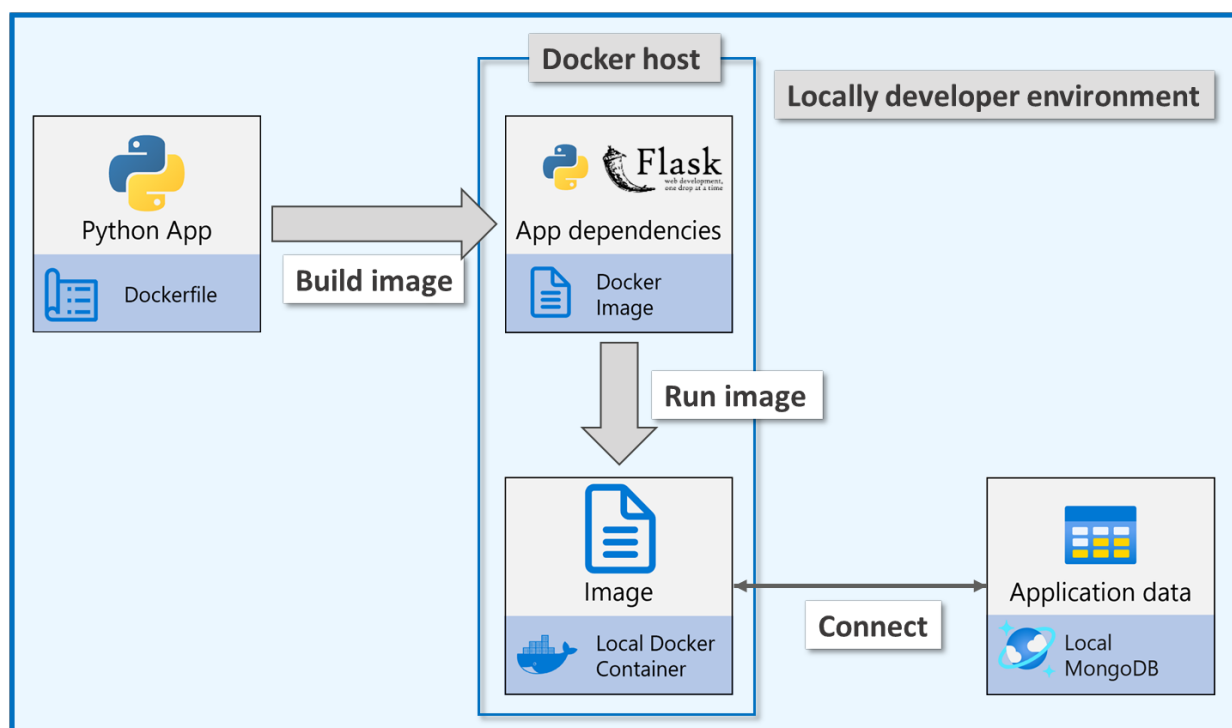 Docker host
Locally developer environment
Python App
Dockerfile
Build image
Flask
web development,
one drop at a time
App dependencies
Docker
Image
Run image
Image
Local Docker
Container
Connect
Application data
Local
MongoDB